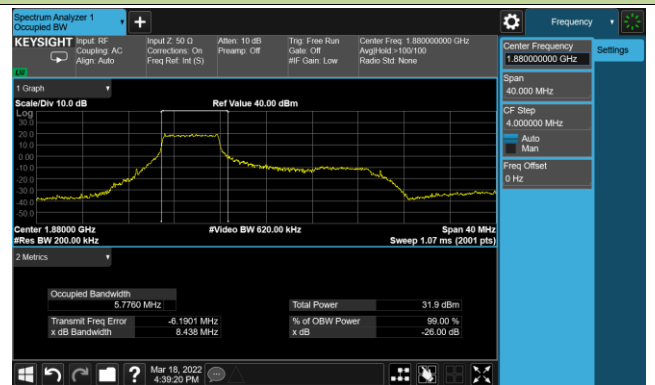 Spectrum Analyzer 1
Occupied BW
Frequency
KEYSIGHT
Input: RF
Coupling: AC
Align: Auto
Input Z: 50 Ω
Corrections: On
Freq Ref: Int (S)
Atten: 10 dB
Preamp: Off
Trig: Free Run
Gate: Off
#IF Gain: Low
Center Freq: 1.880000000 GHz
Avg|Hold:>100/100
Radio Std: None
Center Frequency
1.880000000 GHz
Settings
Span
40.000 MHz
CF Step
4.000000 MHz
Auto
Man
Freq Offset
0 Hz
1 Graph
Scale/Div 10.0 dB
Ref Value 40.00 dBm
Log
30.0
20.0
10.0
0.00
-10.0
-20.0
-30.0
-40.0
-50.0
Center 1.88000 GHz
#Video BW 620.00 kHz
Span 40 MHz
#Res BW 200.00 kHz
Sweep 1.07 ms (2001 pts)
2 Metrics
Occupied Bandwidth
5.7760 MHz
Total Power
31.9 dBm
Transmit Freq Error
-6.1901 MHz
% of OBW Power
99.00 %
x dB Bandwidth
8.438 MHz
x dB
-26.00 dB
?
Mar 18, 2022
4:39:20 PM